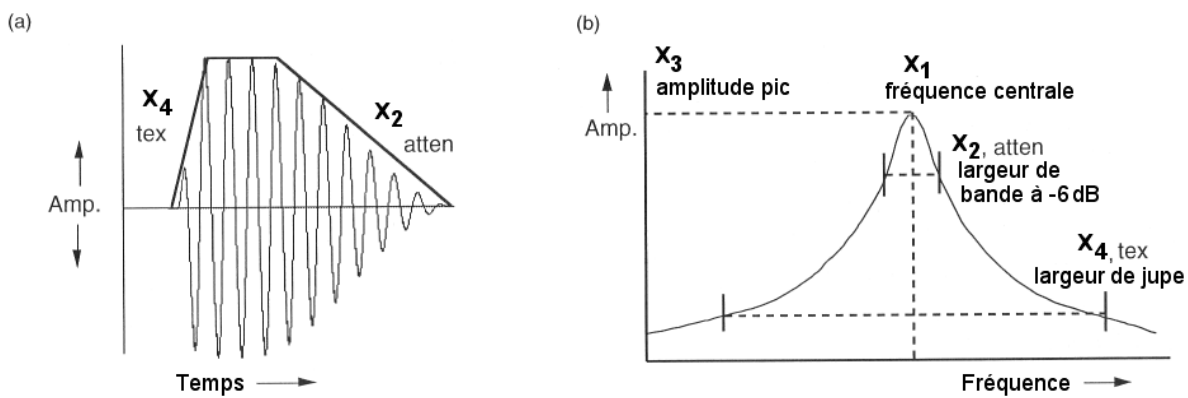 (a)
X4
tex
X2
atten
Amp.
Temps
(b)
X3
amplitude pic
Amp.
X1
fréquence centrale
X2, atten
largeur de
bande à -6 dB
X4, tex
largeur de jupe
Fréquence